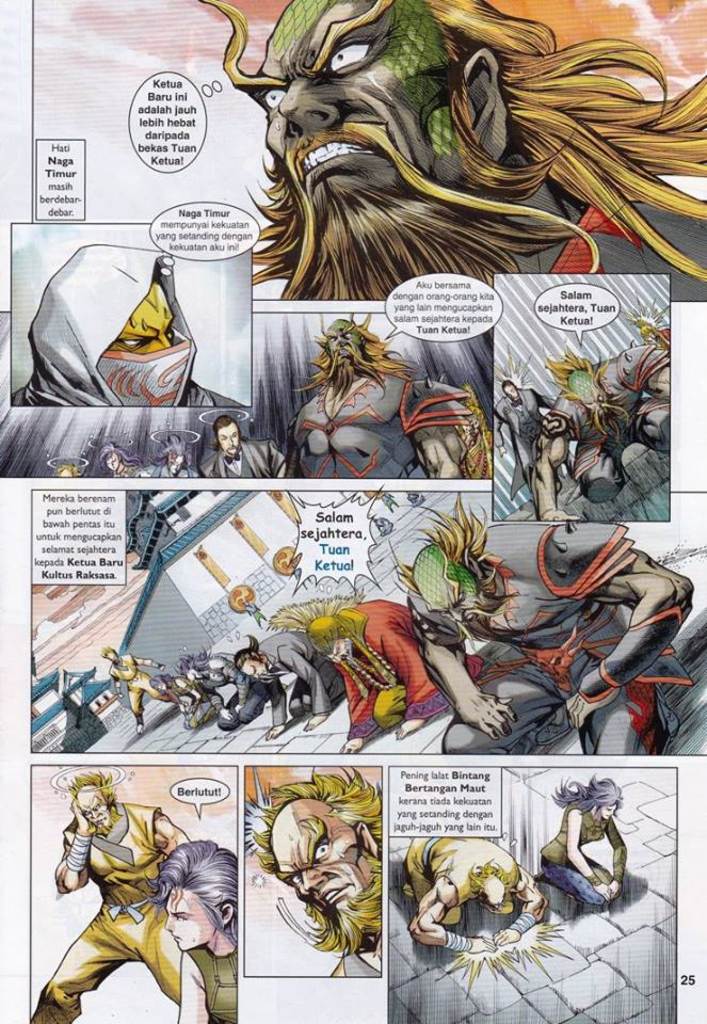 Ketua
Baru ini
adalah jauh
lebih hebat
daripada
bekas Tuan
Ketua!
Hati
Naga
Timur
masih
berdebar-
debar.
Naga Timur
mempunyai kekuatan
yang setanding dengan
kekuatan aku ini!
Aku bersama
dengan orang-orang kita
yang lain mengucapkan
salam sejahtera kepada
Tuan Ketua!
Salam
sejahtera, Tuan
Ketua!
Mereka berenam
pun berlutut di
bawah pentas itu
untuk mengucapkan
selamat sejahtera
kepada Ketua Baru
Kultus Raksasa.
Salam
sejahtera,
Tuan
Ketua!
Berlutut!
Pening lalat Bintang
Bertangan Maut
kerana tiada kekuatan
yang setanding dengan
jaguh-jaguh yang lain itu.
25